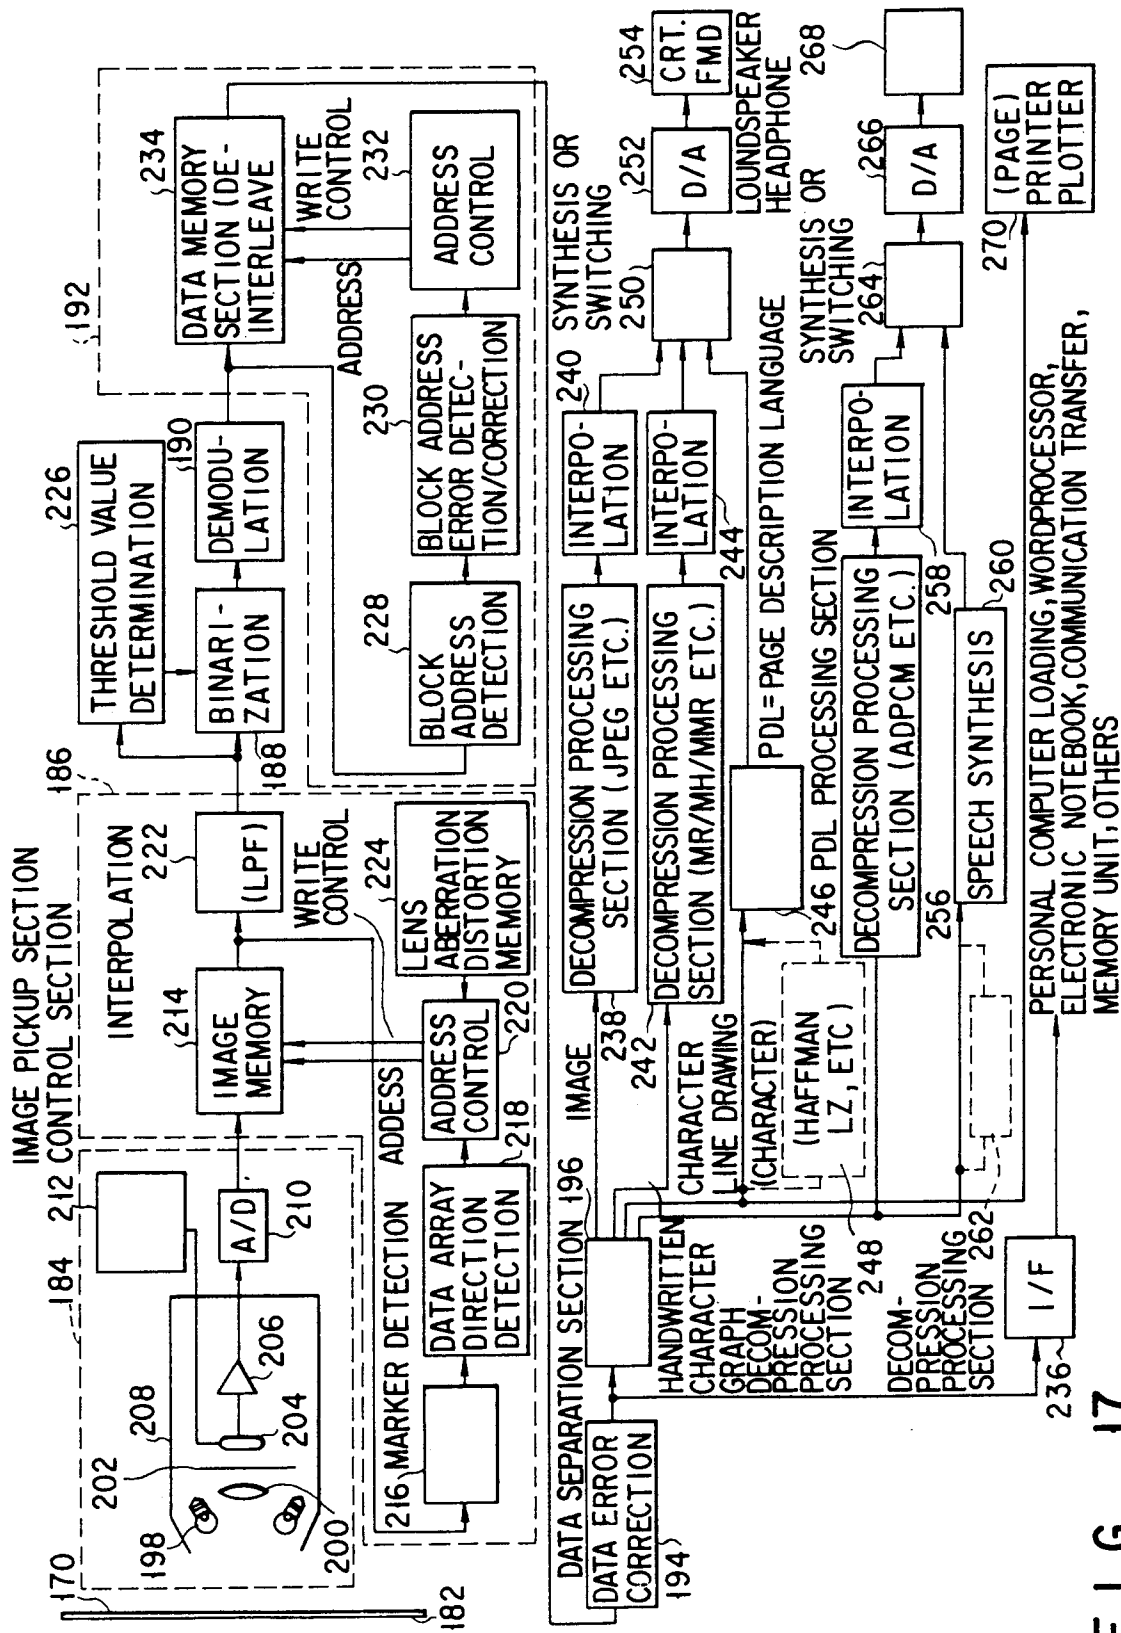 170
182
184
IMAGE PICKUP SECTION
212 CONTROL SECTION
208
202
198
200
204
206
A/D
210
186
INTERPOLATION
214
IMAGE
MEMORY
222
(LPF)
WRITE
CONTROL
ADDESS
224
LENS
ABERRATION
DISTORTION
MEMORY
216 MARKER DETECTION
DATA ARRAY
DIRECTION
DETECTION
218
ADDRESS
CONTROL
220
226
THRESHOLD VALUE
DETERMINATION
BINARI-
ZATION
188
190
DEMODU-
LATION
192
234
DATA MEMORY
SECTION (DE-
INTERLEAVE
ADDRESS
WRITE
CONTROL
228
BLOCK
ADDRESS
DETECTION
230
BLOCK ADDRESS
ERROR DETEC-
TION/CORRECTION
232
ADDRESS
CONTROL
DATA SEPARATION SECTION 196
DATA ERROR
CORRECTION
194
IMAGE
238
DECOMPRESSION PROCESSING
SECTION (JPEG ETC.)
INTERPO-
LATION
240
242
DECOMPRESSION PROCESSING
SECTION (MR/MH/MMR ETC.)
INTERPO-
LATION
244
SYNTHESIS OR
SWITCHING
250
252
D/A
254
CRT.
FMD
HANDWRITTEN
CHARACTER
GRAPH
CHARACTER
LINE DRAWING
(CHARACTER)
DECOM-
PRESSION
PROCESSING
SECTION
248
(HAFFMAN
LZ, ETC )
PDL=PAGE DESCRIPTION LANGUAGE
246 PDL PROCESSING SECTION
DECOMPRESSION PROCESSING
SECTION (ADPCM ETC.)
256
INTERPO-
LATION
258
SYNTHESIS OR
SWITCHING
264
266
D/A
LOUNDSPEAKER
HEADPHONE
268
DECOM-
PRESSION
PROCESSING
SECTION 262
SPEECH SYNTHESIS
260
270
(PAGE)
PRINTER
PLOTTER
236
I/F
PERSONAL COMPUTER LOADING, WORDPROCESSOR,
ELECTRONIC NOTEBOOK, COMMUNICATION TRANSFER,
MEMORY UNIT, OTHERS
F I G. 17